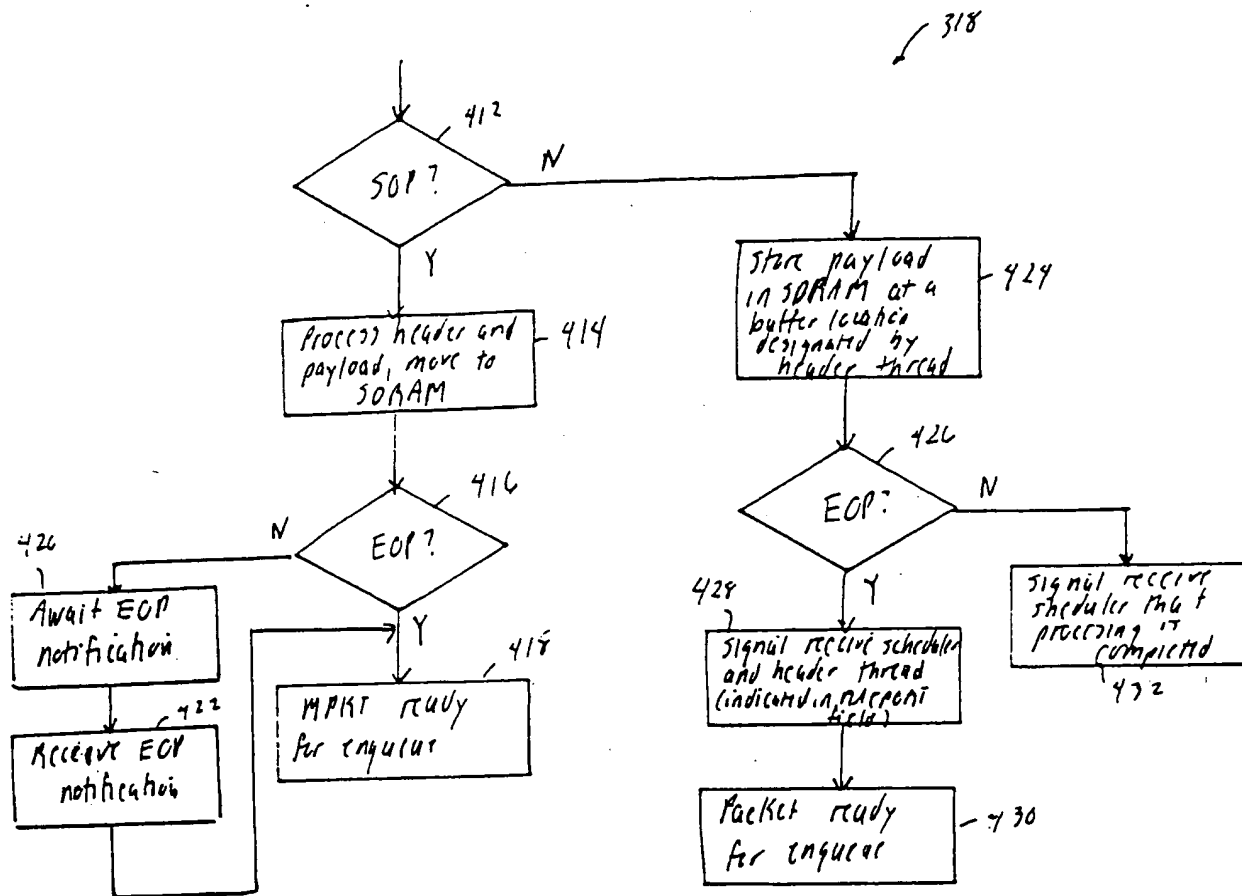 318
412
SOP?
N
Y
Process header and
payload, move to
SDRAM
414
416
EOP?
N
Y
420
Await EOP
notification
422
Receive EOP
notification
418
MPKT ready
for enqueue
Store payload
in SDRAM at a
buffer location
designated by
header thread
424
426
EOP?
N
Y
428
Signal receive scheduler
and header thread
(indicated in
field)
Signal receive
sheduler that
processing is
completed
432
Packet ready
for enqueue
430